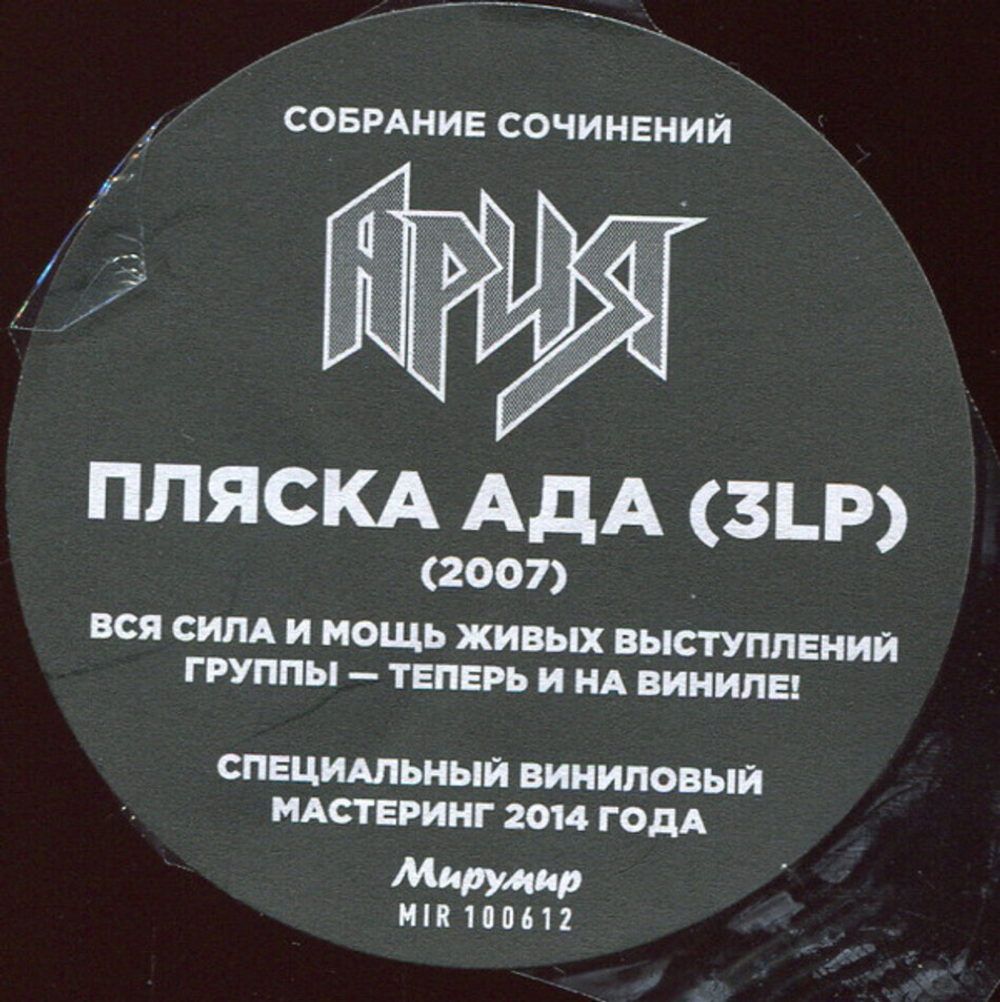 СОБРАНИЕ СОЧИНЕНИЙ
АРИЯ
ПЛЯСКА АДА (3LP)
(2007)
ВСЯ СИЛА И МОЩЬ ЖИВЫХ ВЫСТУПЛЕНИЙ
ГРУППЫ — ТЕПЕРЬ И НА ВИНИЛЕ!
СПЕЦИАЛЬНЫЙ ВИНИЛОВЫЙ
МАСТЕРИНГ 2014 ГОДА
Мирумир
MIR 100612